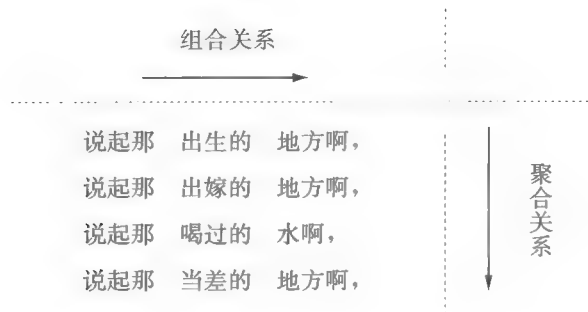 组合关系
说起那 出生的 地方啊，
说起那 出嫁的 地方啊，
说起那 喝过的 水啊，
说起那 当差的 地方啊，
聚合关系